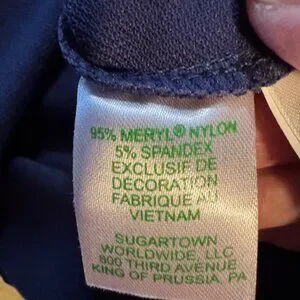 95% MERYL® NYLON
5% SPANDEX
EXCLUSIF DE
DECORATION
FABRIQUÉ AU
VIETNAM
SUGARTOWN
WORLDWIDE, LLC
800 THIRD AVENUE
KING OF PRUSSIA, PA